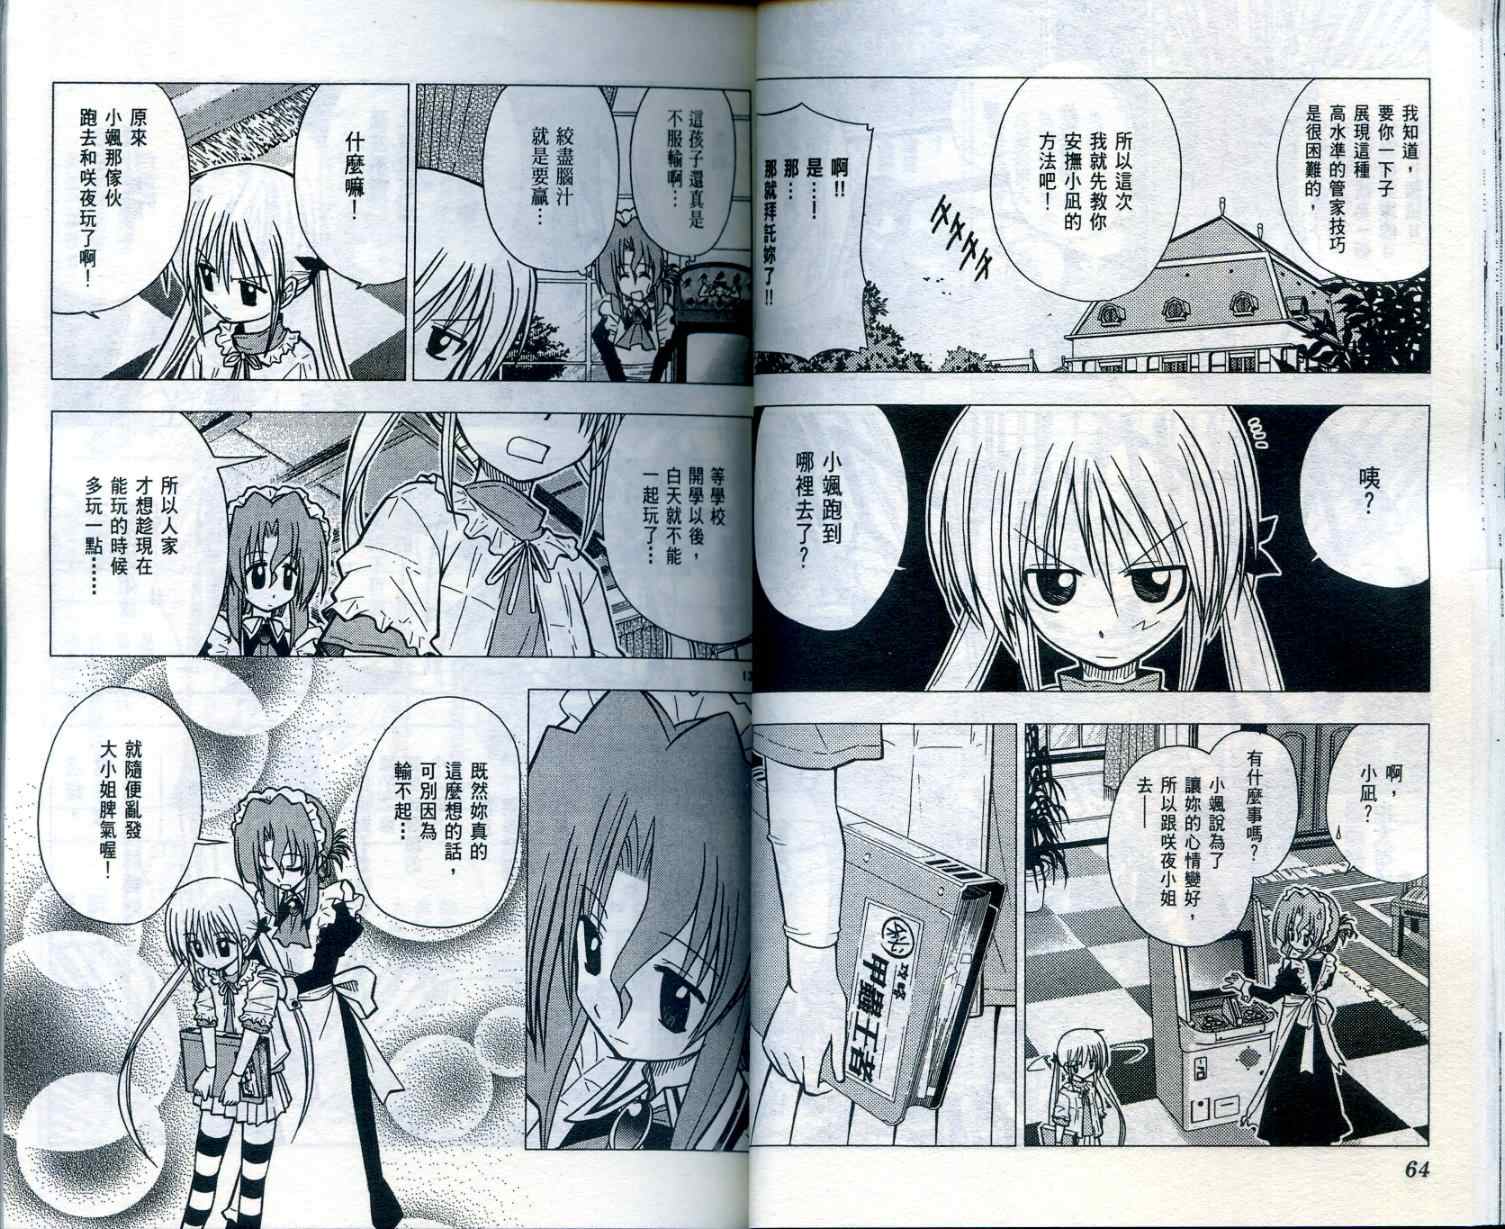 我知道，
要你一下子
展現這種
高水準的管家技巧
是很困難的，
所以這次
我就先教你
安撫小凪的
方法吧！
啊!!
是…！
那…
那就拜託妳了!!
チチチチ
咦？
小颯跑到
哪裡去了？
啊，
小凪？
有什麼事嗎？
小颯說為了
讓妳的心情變好，
所以跟咲夜小姐
去——
攻略
甲蟲王者
64
這孩子還真是
不服輸啊…
絞盡腦汁
就是要贏…
什麼嘛！
原來
小颯那傢伙
跑去和咲夜玩了啊！
等學校
開學以後，
白天就不能
一起玩了…
所以人家
才想趁現在
能玩的時候
多玩一點……
既然妳真的
這麼想的話，
可別因為
輸不起…
就隨便亂發
大小姐脾氣喔！